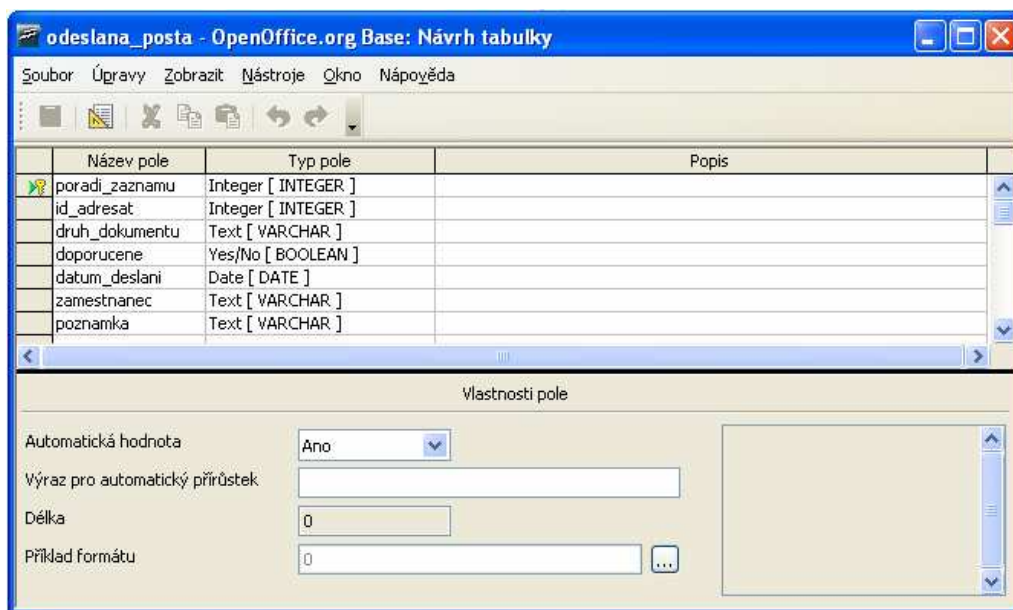 odeslana_posta - OpenOffice.org Base: Návrh tabulky
Soubor Úpravy Zobrazit Nástroje Okno Nápověda
Název pole Typ pole Popis
poradi_zaznamu Integer [ INTEGER ]
id_adresat Integer [ INTEGER ]
druh_dokumentu Text [ VARCHAR ]
doporucene Yes/No [ BOOLEAN ]
datum_deslani Date [ DATE ]
zamestnanec Text [ VARCHAR ]
poznamka Text [ VARCHAR ]
Vlastnosti pole
Automatická hodnota Ano
Výraz pro automatický přírůstek
Délka 0
Příklad formátu 0 ...